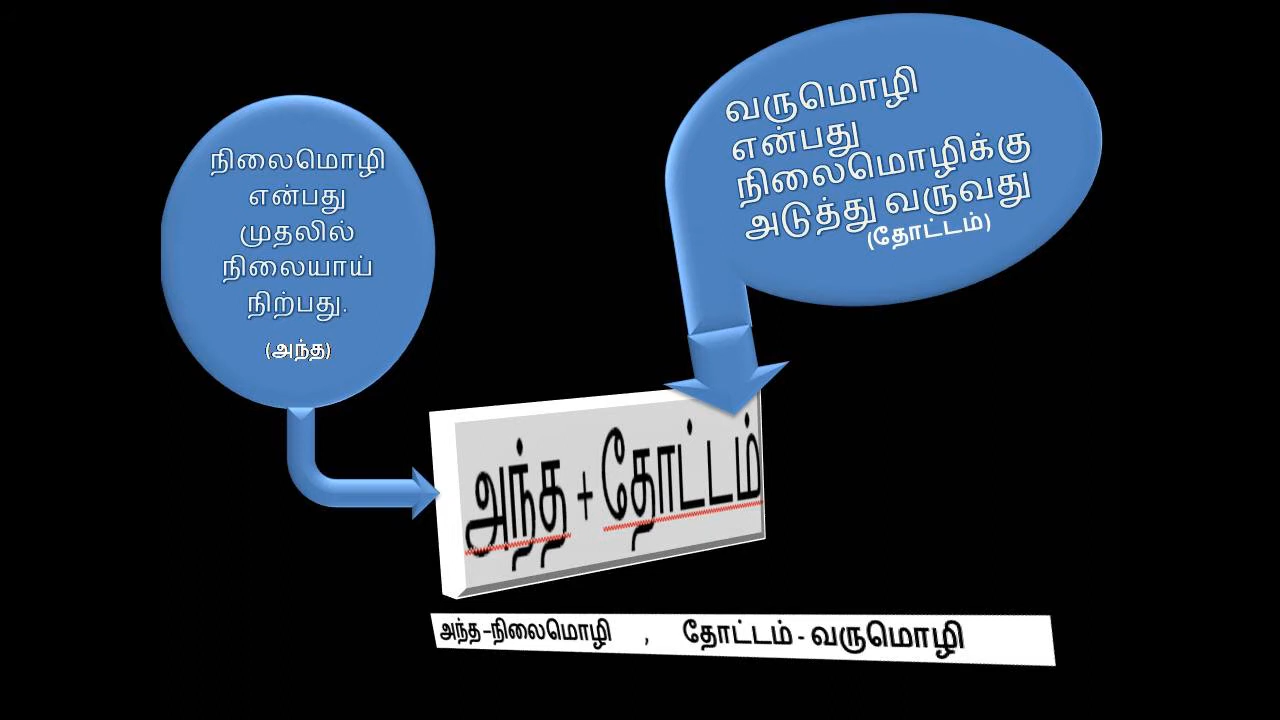 நிலைமொழி
என்பது
முதலில்
நிலையாய்
நிற்பது.
(அந்த)
வருமொழி
என்பது
நிலைமொழிக்கு
அடுத்து வருவது
(தோட்டம்)
அந்த + தோட்டம்
அந்த-நிலைமொழி , தோட்டம் - வருமொழி